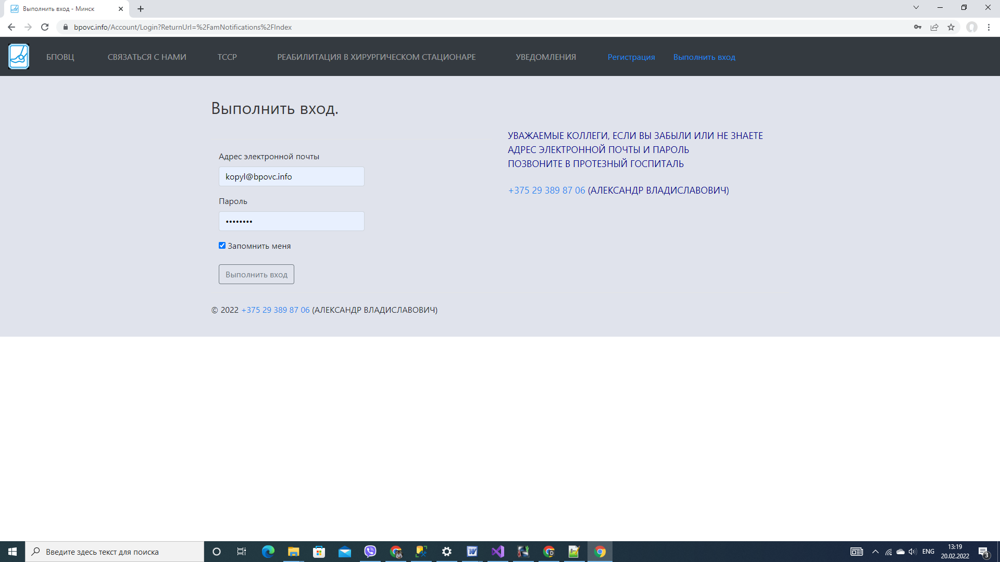 Выполнить вход - Минск
bpovc.info/Account/Login?ReturnUrl=%2FamNotifications%2FIndex
БПОВЦ СВЯЗАТЬСЯ С НАМИ ТССР РЕАБИЛИТАЦИЯ В ХИРУРГИЧЕСКОМ СТАЦИОНАРЕ УВЕДОМЛЕНИЯ Регистрация Выполнить вход
Выполнить вход.
Адрес электронной почты
kopyl@bpovc.info
Пароль
••••••••
Запомнить меня
Выполнить вход
УВАЖАЕМЫЕ КОЛЛЕГИ, ЕСЛИ ВЫ ЗАБЫЛИ ИЛИ НЕ ЗНАЕТЕ
АДРЕС ЭЛЕКТРОННОЙ ПОЧТЫ И ПАРОЛЬ
ПОЗВОНИТЕ В ПРОТЕЗНЫЙ ГОСПИТАЛЬ
+375 29 389 87 06 (АЛЕКСАНДР ВЛАДИСЛАВОВИЧ)
© 2022 +375 29 389 87 06 (АЛЕКСАНДР ВЛАДИСЛАВОВИЧ)
Введите здесь текст для поиска
ENG
13:19
20.02.2022
3